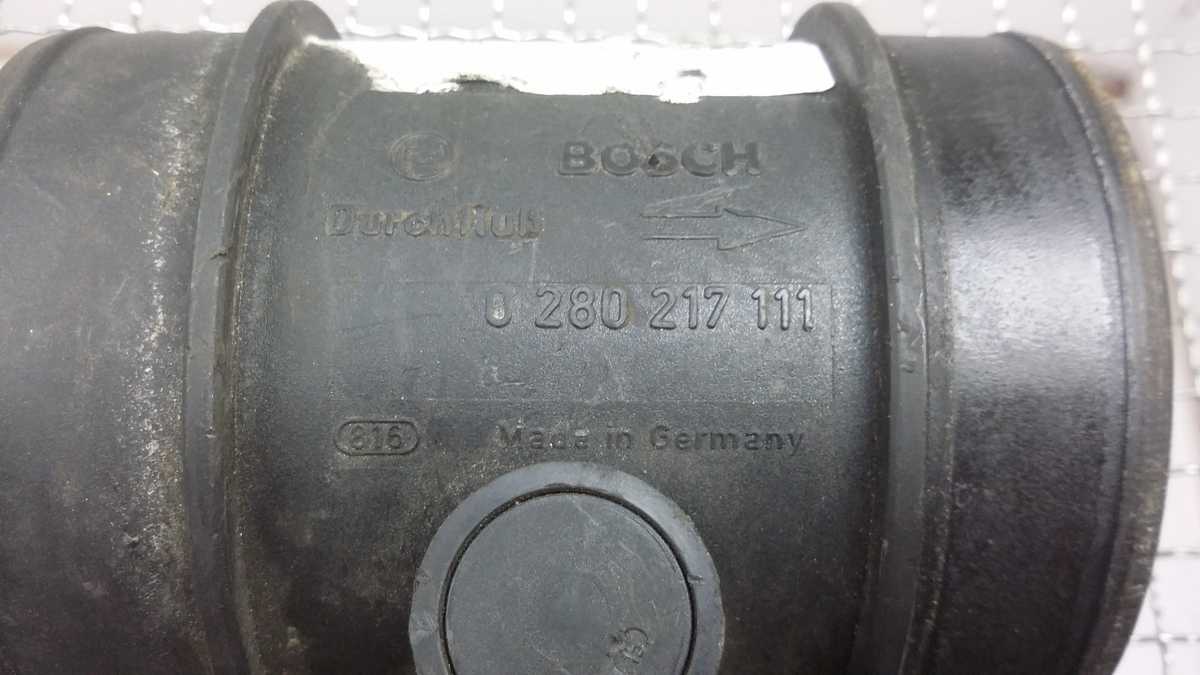 BOSCH
Durchfluß
0 280 217 111
816 Made in Germany